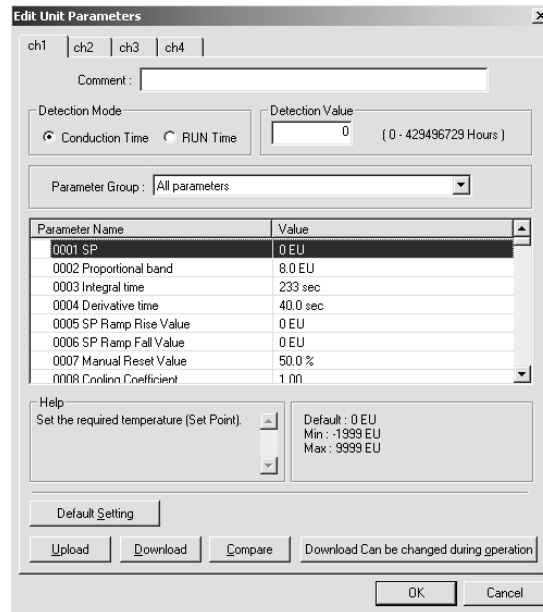 Edit Unit Parameters
ch1 ch2 ch3 ch4
Comment :
Detection Mode
Conduction Time RUN Time
Detection Value
0 ( 0 - 429496729 Hours )
Parameter Group : All parameters
Parameter Name Value
0001 SP 0 EU
0002 Proportional band 8.0 EU
0003 Integral time 233 sec
0004 Derivative time 40.0 sec
0005 SP Ramp Rise Value 0 EU
0006 SP Ramp Fall Value 0 EU
0007 Manual Reset Value 50.0 %
0008 Cooling Coefficient 1.00
Help
Set the required temperature (Set Point).
Default : 0 EU
Min : -1999 EU
Max : 9999 EU
Default Setting
Upload Download Compare Download Can be changed during operation
OK Cancel